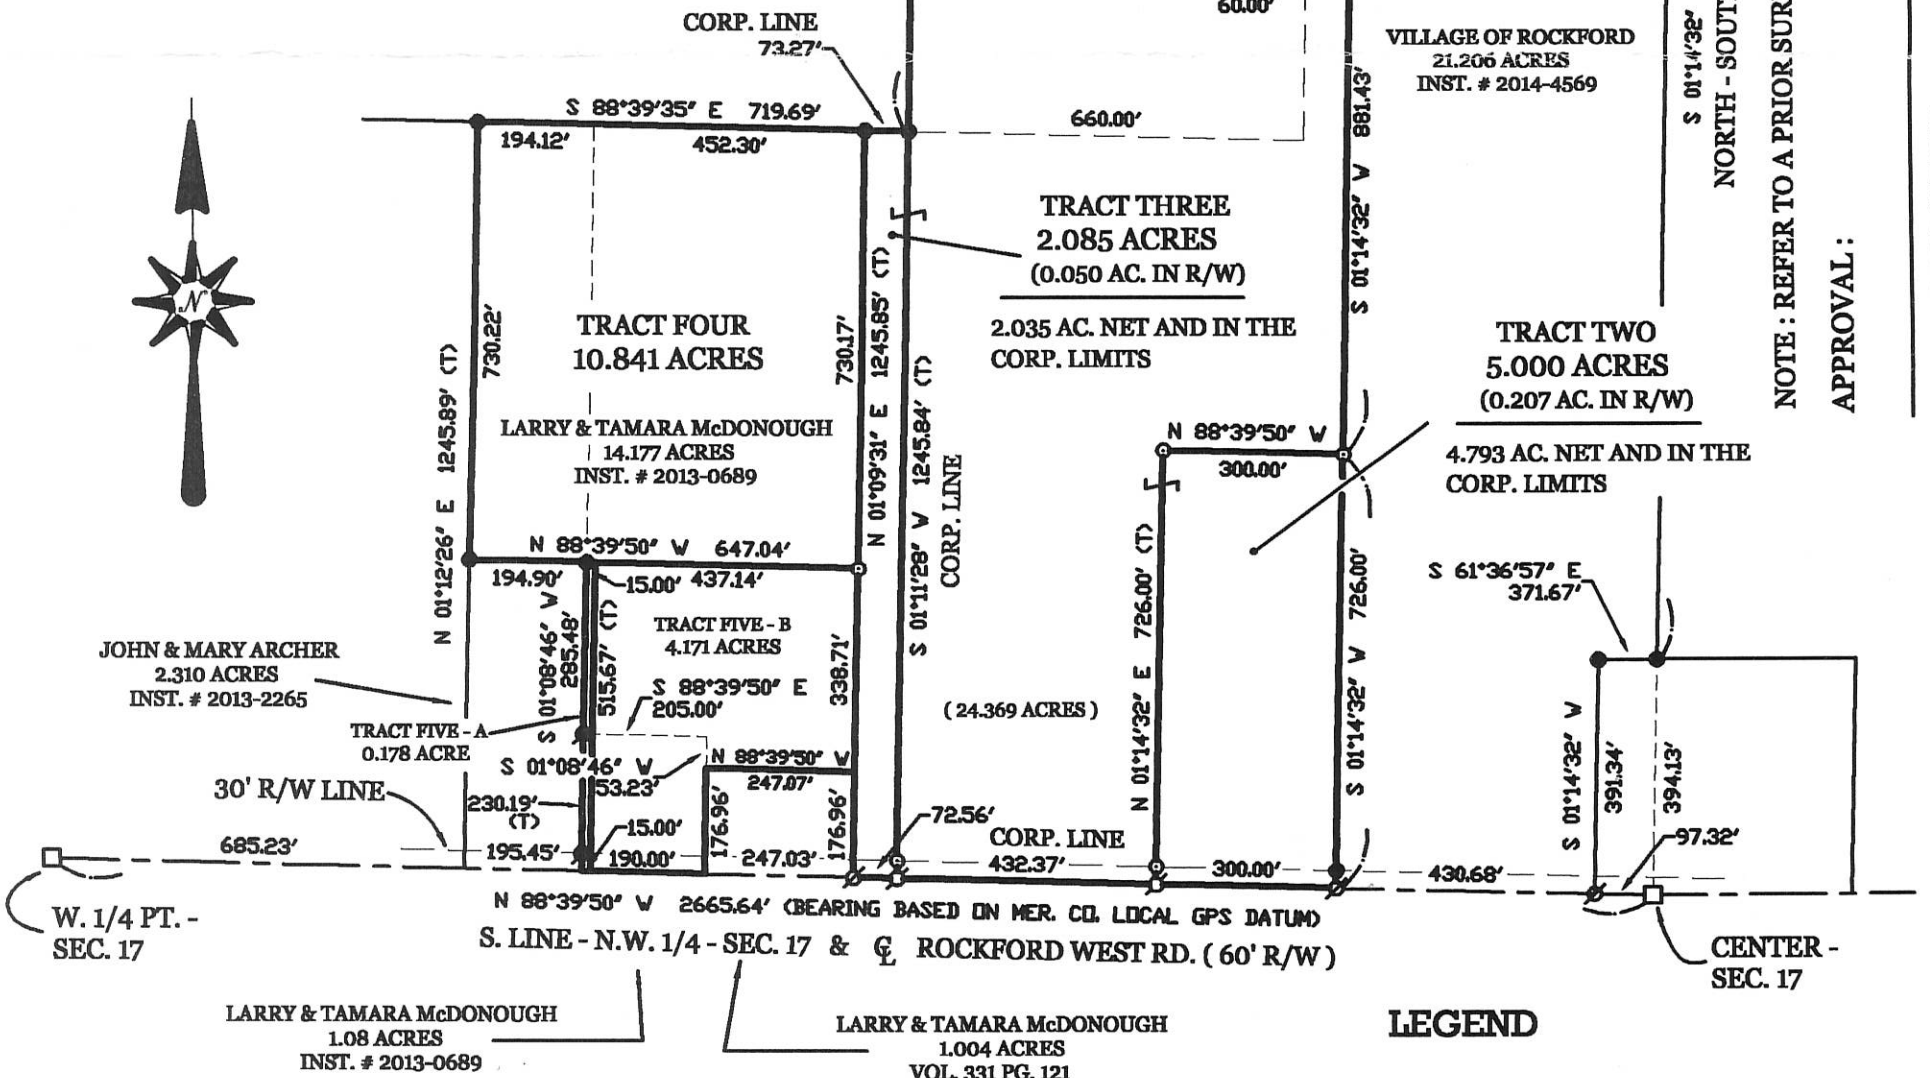 CORP. LINE
73.27'
60.00'
VILLAGE OF ROCKFORD
21.206 ACRES
INST. # 2014-4569
S 01°14'32"
NORTH - SOUT
NOTE : REFER TO A PRIOR SUR
APPROVAL :
S 88°39'35" E 719.69'
194.12'
452.30'
660.00'
S 01°14'32" W 881.43'
N
TRACT THREE
2.085 ACRES
(0.050 AC. IN R/W)
2.035 AC. NET AND IN THE
CORP. LIMITS
TRACT FOUR
10.841 ACRES
730.22'
N 01°12'26" E 1245.89' (T)
730.17'
N 01°09'31" E 1245.85' (T)
S 01°11'28" W 1245.84' (T)
CORP. LINE
TRACT TWO
5.000 ACRES
(0.207 AC. IN R/W)
4.793 AC. NET AND IN THE
CORP. LIMITS
LARRY & TAMARA McDONOUGH
14.177 ACRES
INST. # 2013-0689
N 88°39'50" W
300.00'
N 88°39'50" W 647.04'
194.90'
15.00'
437.14'
S 01°08'46" W
285.48'
515.67' (T)
TRACT FIVE - B
4.171 ACRES
338.71'
N 01°14'32" E 726.00' (T)
S 01°14'32" W 726.00'
S 61°36'57" E
371.67'
JOHN & MARY ARCHER
2.310 ACRES
INST. # 2013-2265
S 88°39'50" E
205.00'
( 24.369 ACRES )
TRACT FIVE - A
0.178 ACRE
S 01°08'46" W
53.23'
N 88°39'50" W
247.07'
S 01°14'32" W
391.34'
394.13'
30' R/W LINE
230.19'
(T)
15.00'
176.96'
176.96'
72.56'
CORP. LINE
97.32'
685.23'
195.45'
190.00'
247.03'
432.37'
300.00'
430.68'
W. 1/4 PT. -
SEC. 17
N 88°39'50" W 2665.64' (BEARING BASED ON MER. CO. LOCAL GPS DATUM)
S. LINE - N.W. 1/4 - SEC. 17 & ℄ ROCKFORD WEST RD. ( 60' R/W )
CENTER -
SEC. 17
LARRY & TAMARA McDONOUGH
1.08 ACRES
INST. # 2013-0689
LARRY & TAMARA McDONOUGH
1.004 ACRES
VOL. 331 PG. 121
LEGEND